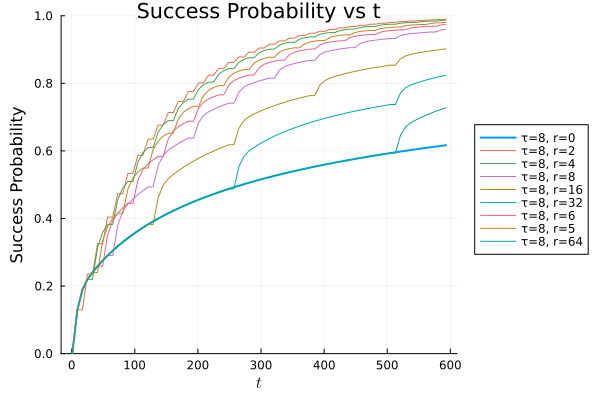 Success Probability vs t
Success Probability
1.0
0.8
0.6
0.4
0.2
0.0
0
100
200
300
400
500
600
t
τ=8, r=0
τ=8, r=2
τ=8, r=4
τ=8, r=8
τ=8, r=16
τ=8, r=32
τ=8, r=6
τ=8, r=5
τ=8, r=64